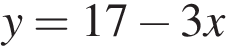 y = 17 − 3x